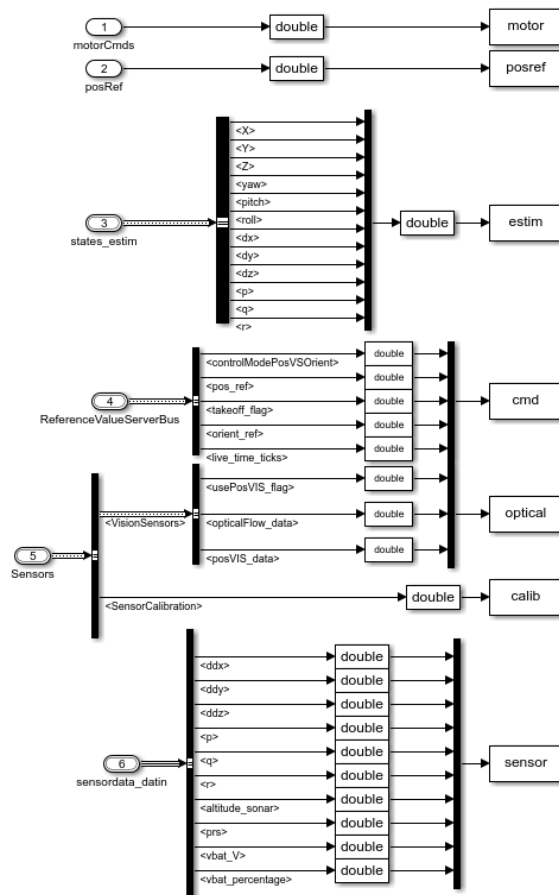 1
double
motor
motorCmds
2
double
posref
posRef
<X>
<Y>
<Z>
<yaw>
<pitch>
3
<roll>
double
estim
states_estim
<dx>
<dy>
<dz>
<p>
<q>
<r>
double
<controlModePosVSOrient>
double
<pos_ref>
4
double
cmd
<takeoff_flag>
ReferenceValueServerBus
double
<orient_ref>
double
<live_time_ticks>
double
<usePosVIS_flag>
<VisionSensors>
double
optical
<opticalFlow_data>
5
double
Sensors
<posVIS_data>
double
calib
<SensorCalibration>
double
<ddx>
double
<ddy>
double
<ddz>
double
<p>
double
<q>
6
sensor
sensordata_datin
double
<r>
double
<altitude_sonar>
double
<prs>
double
<vbat_V>
double
<vbat_percentage>